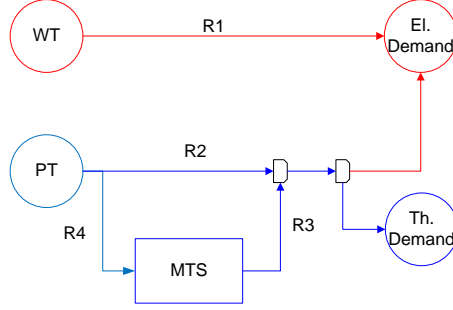 WT
R1
El.
Demand
PT
R2
R4
R3
MTS
Th.
Demand